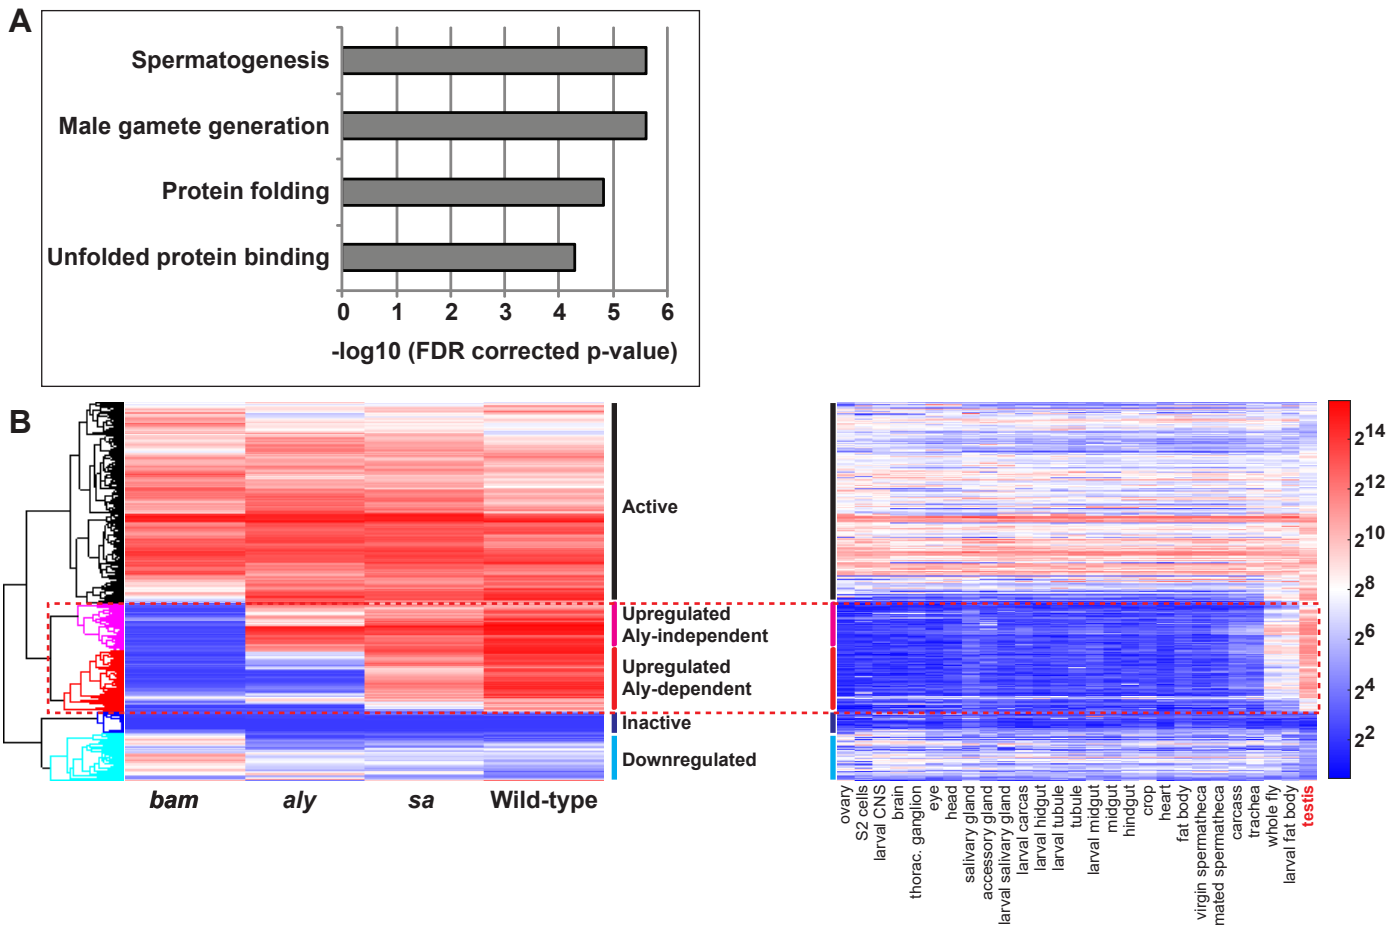 A
Spermatogenesis
Male gamete generation
Protein folding
Unfolded protein binding
0 1 2 3 4 5 6
-log10 (FDR corrected p-value)
B
Active
Upregulated
Aly-independent
Upregulated
Aly-dependent
Inactive
Downregulated
bam aly sa Wild-type
2^14
2^12
2^10
2^8
2^6
2^4
2^2
ovary
S2 cells
larval CNS
brain
thorac. ganglion
eye
head
salivary gland
accessory gland
larval salivary gland
larval carcas
larval hidgut
larval tubule
tubule
larval midgut
midgut
hindgut
crop
heart
fat body
virgin spermatheca
mated spermatheca
carcass
trachea
whole fly
larval fat body
testis